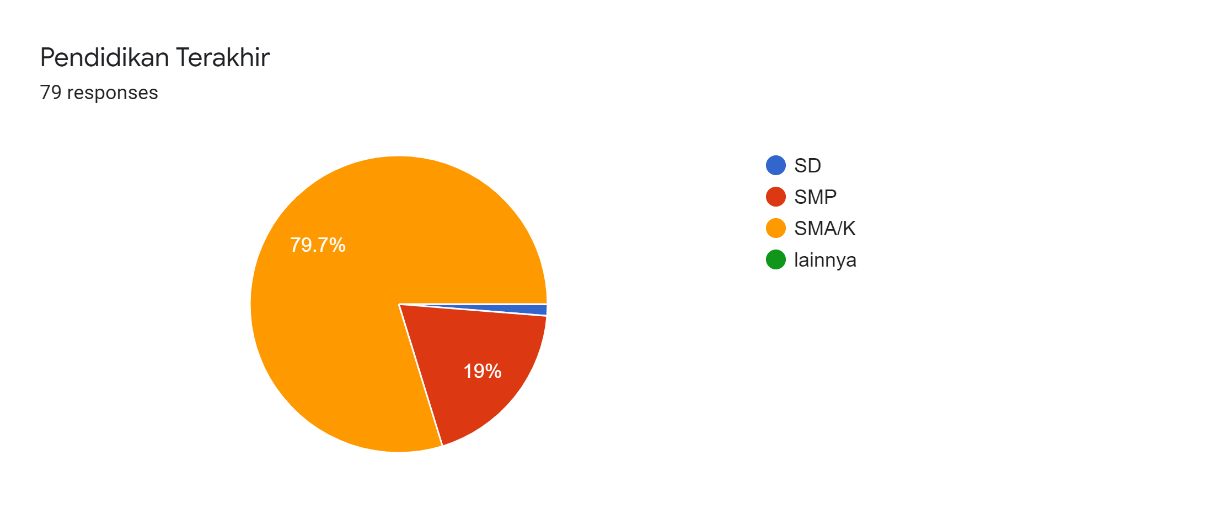 Pendidikan Terakhir
79 responses
79.7%
19%
SD
SMP
SMA/K
lainnya